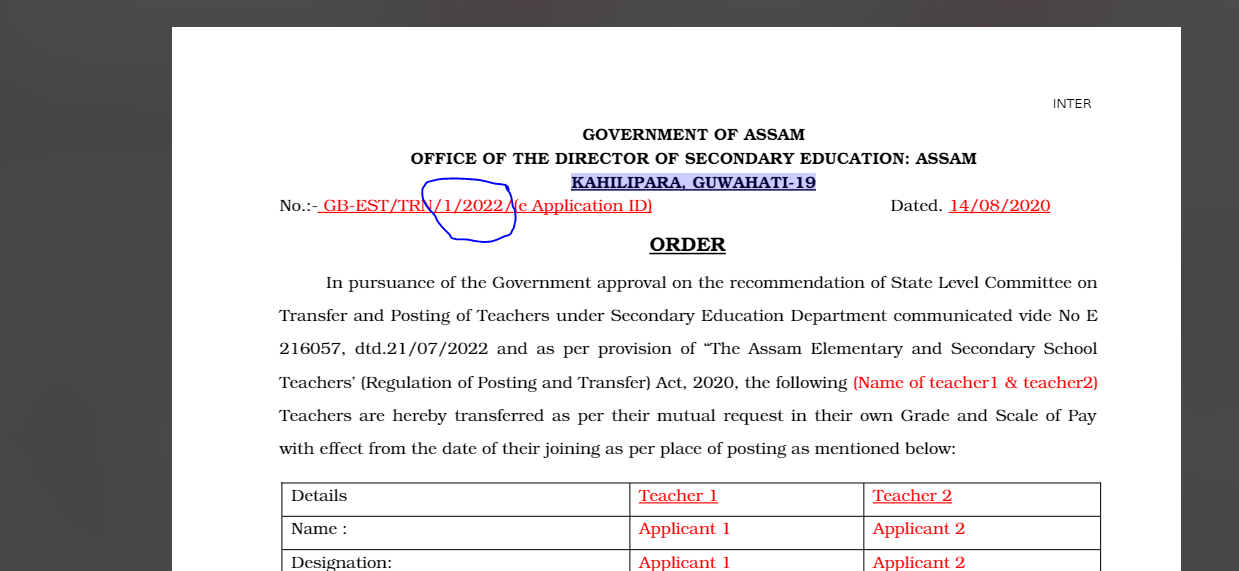 INTER
GOVERNMENT OF ASSAM
OFFICE OF THE DIRECTOR OF SECONDARY EDUCATION: ASSAM
KAHILIPARA, GUWAHATI-19
No.:- GB-EST/TRN/1/2022/(e Application ID) Dated. 14/08/2020
ORDER
In pursuance of the Government approval on the recommendation of State Level Committee on
Transfer and Posting of Teachers under Secondary Education Department communicated vide No E
216057, dtd.21/07/2022 and as per provision of “The Assam Elementary and Secondary School
Teachers’ (Regulation of Posting and Transfer) Act, 2020, the following (Name of teacher1 & teacher2)
Teachers are hereby transferred as per their mutual request in their own Grade and Scale of Pay
with effect from the date of their joining as per place of posting as mentioned below:
Details Teacher 1 Teacher 2
Name : Applicant 1 Applicant 2
Designation: Applicant 1 Applicant 2